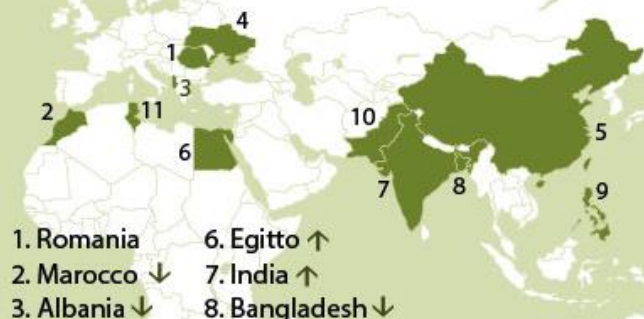 4
1
3
2
11
10
6
5
7
8
9
1. Romania
2. Marocco ↓
3. Albania ↓
6. Egitto ↑
7. India ↑
8. Bangladesh ↓